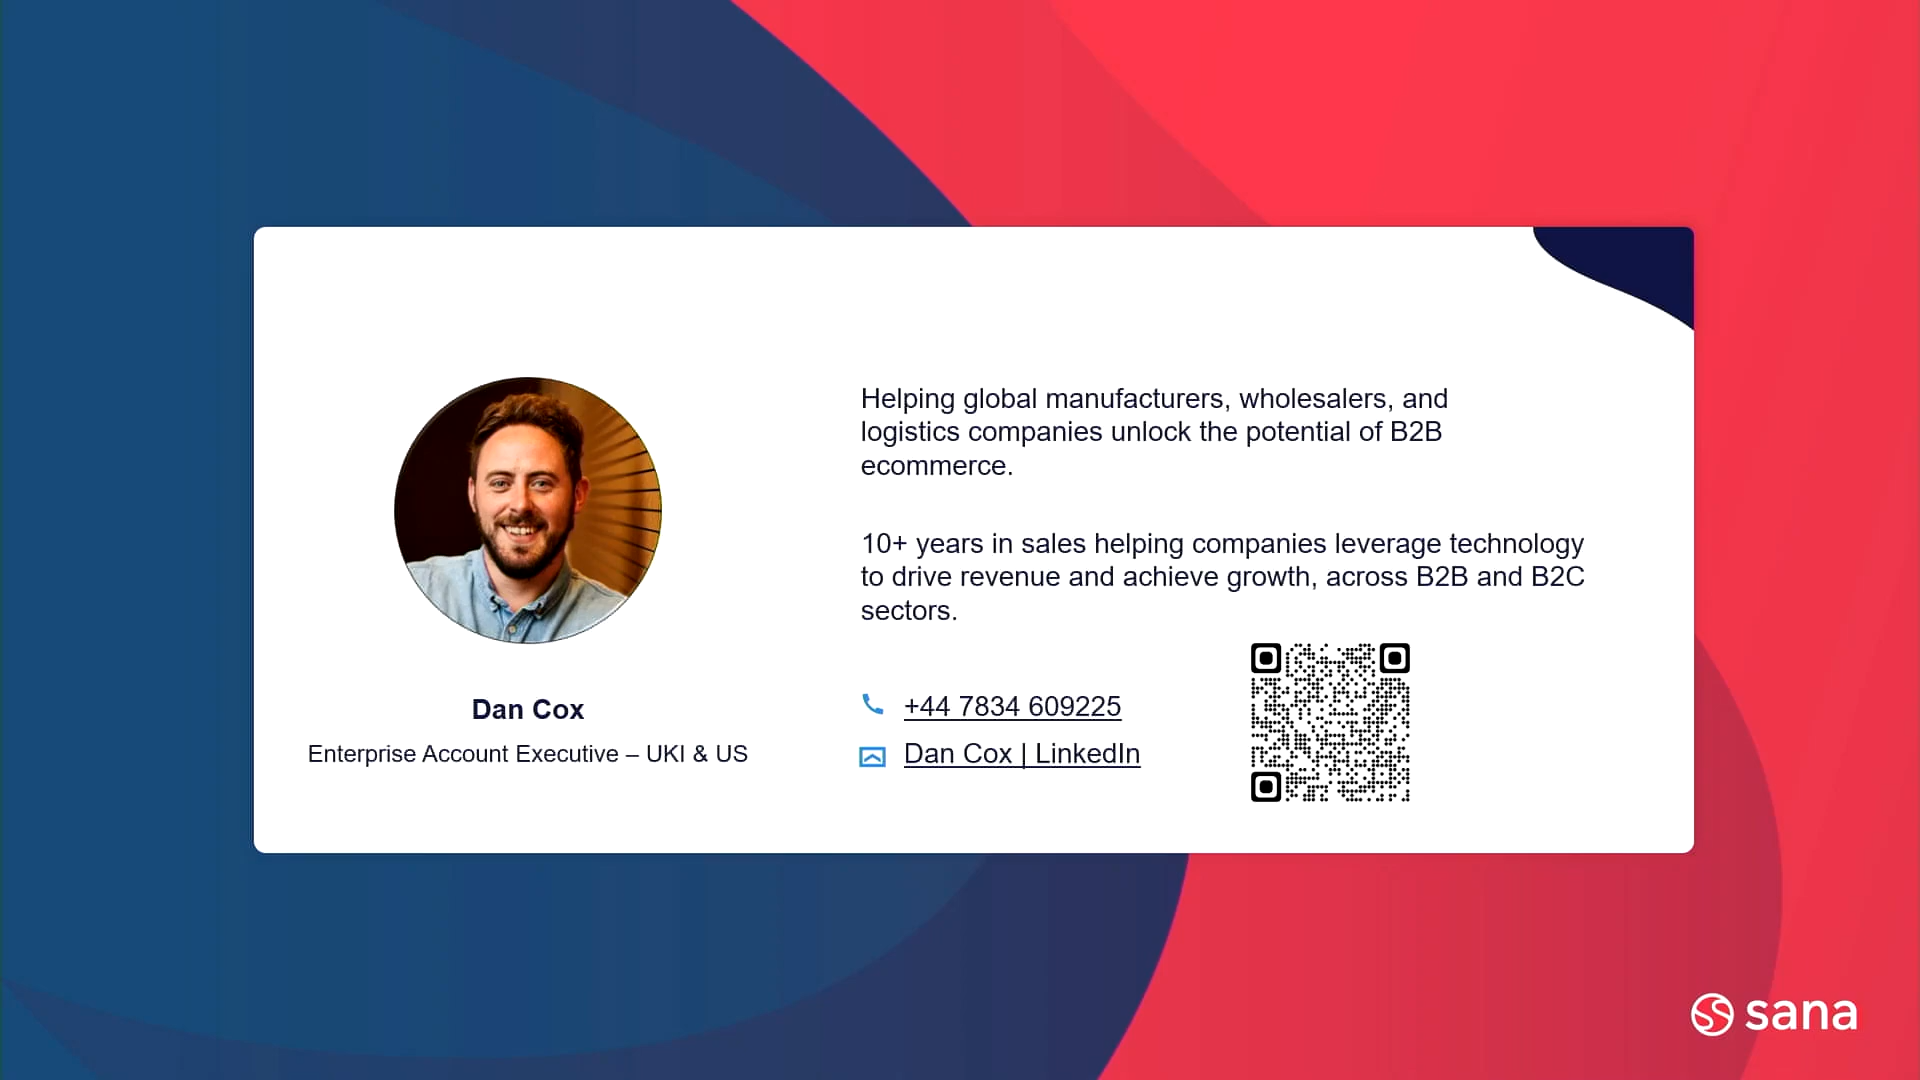 Helping global manufacturers, wholesalers, and
logistics companies unlock the potential of B2B
ecommerce.
10+ years in sales helping companies leverage technology
to drive revenue and achieve growth, across B2B and B2C
sectors.
Dan Cox
Enterprise Account Executive – UKI & US
+44 7834 609225
Dan Cox | LinkedIn
sana